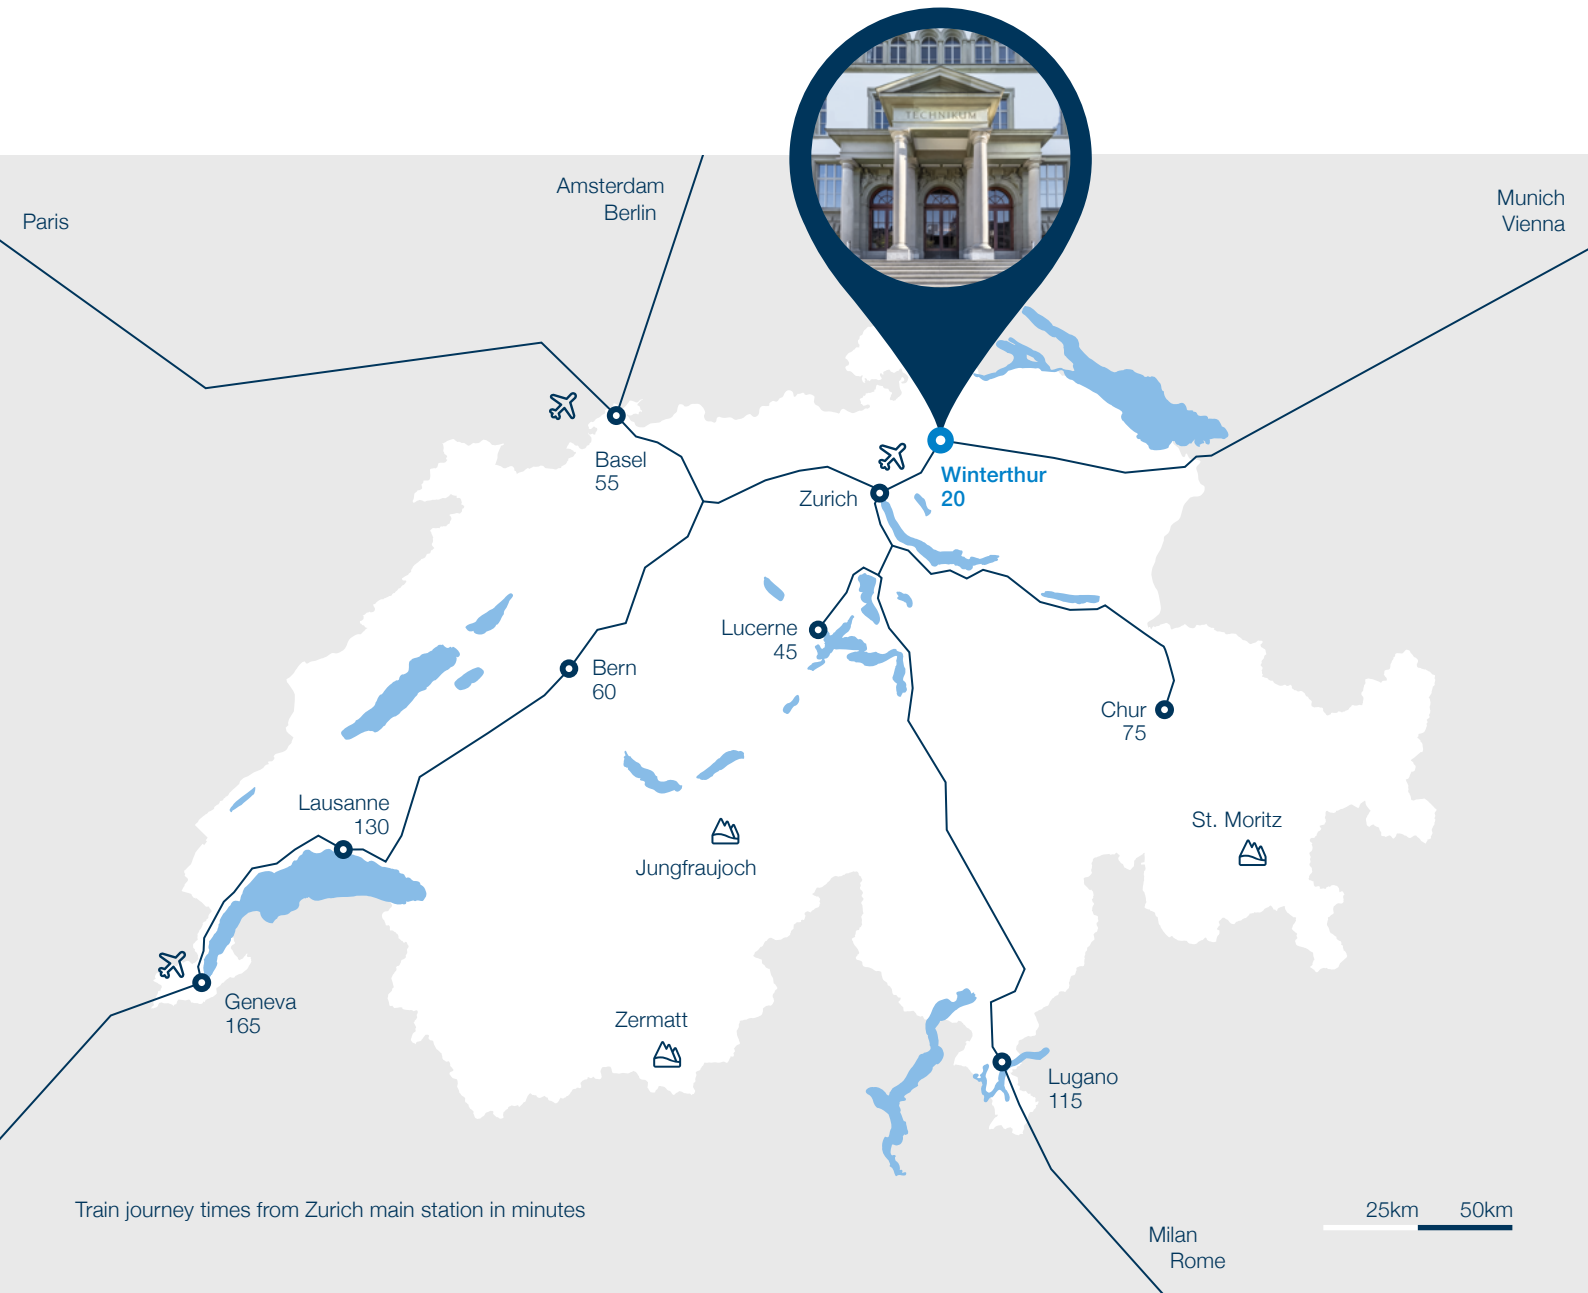 TECHNIKUM
Paris
Amsterdam
Berlin
Munich
Vienna
Basel
55
Winterthur
20
Zurich
Lucerne
45
Bern
60
Chur
75
Lausanne
130
St. Moritz
Jungfraujoch
Geneva
165
Zermatt
Lugano
115
Train journey times from Zurich main station in minutes
25km 50km
Milan
Rome